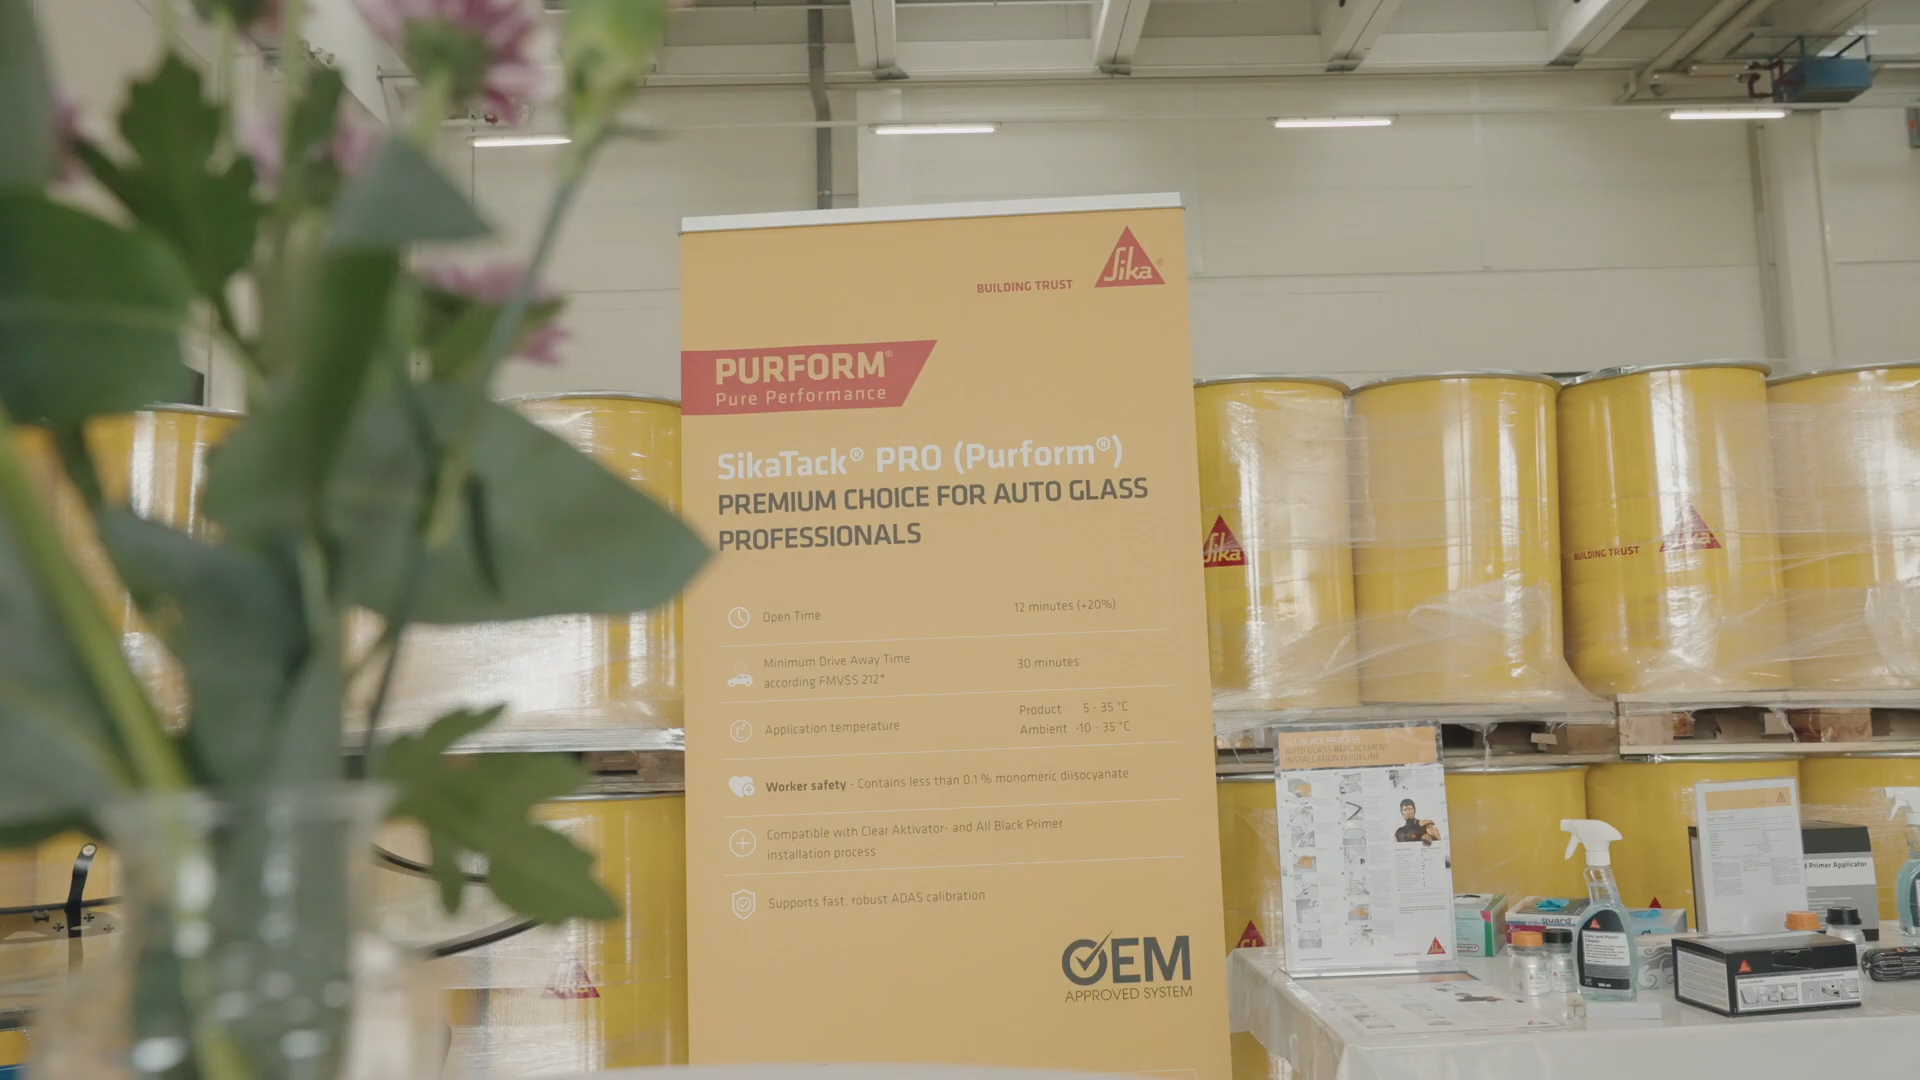 BUILDING TRUST
Sika®
PURFORM®
Pure Performance
SikaTack® PRO (Purform®)
PREMIUM CHOICE FOR AUTO GLASS
PROFESSIONALS
Open Time 12 minutes (+20%)
Minimum Drive Away Time
according FMVSS 212* 30 minutes
Application temperature
Product 5 - 35 °C
Ambient -10 - 35 °C
Worker safety - Contains less than 0.1 % monomeric diisocyanate
Compatible with Clear Aktivator- and All Black Primer
installation process
Supports fast, robust ADAS calibration
OEM
APPROVED SYSTEM
Sika
BUILDING TRUST
Sika
AUTO GLASS REPLACEMENT
INSTALLATION GUIDELINE
Primer Applicator